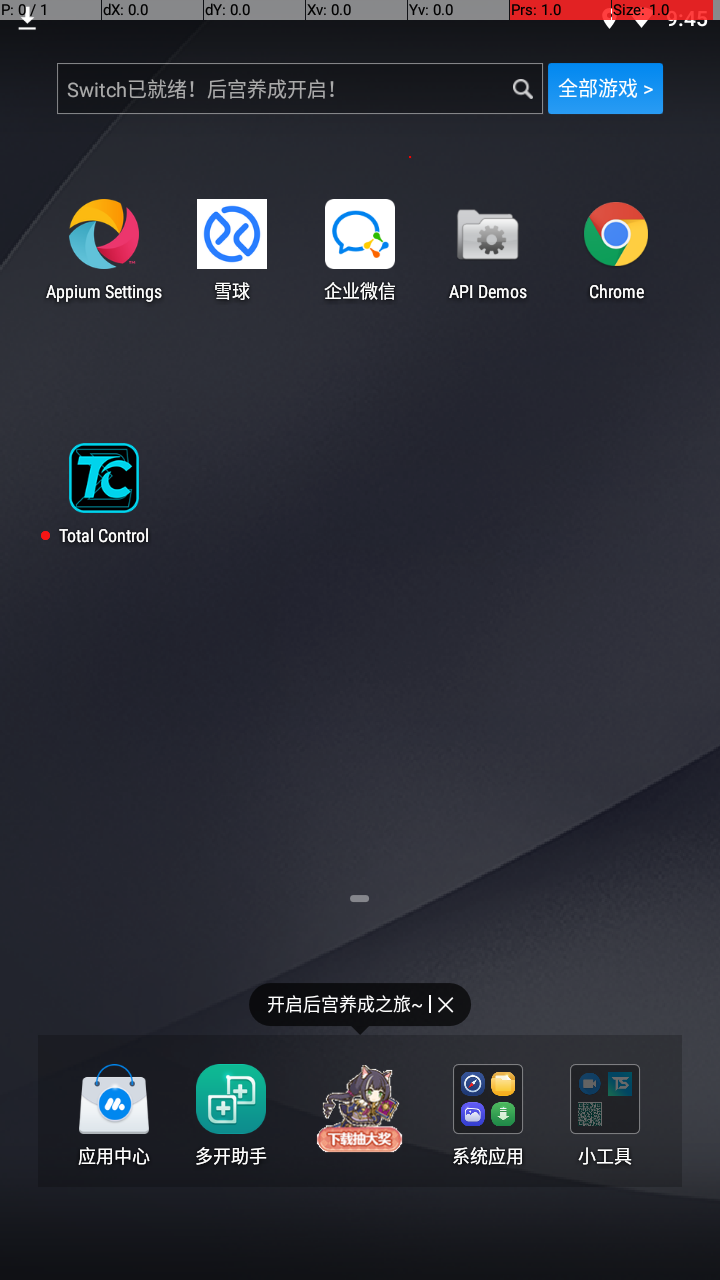 P: 0 / 1 dX: 0.0 dY: 0.0 Xv: 0.0 Yv: 0.0 Prs: 1.0 Size: 1.0
9:45
Switch已就绪！后宫养成开启！ 全部游戏 >
Appium Settings 雪球 企业微信 API Demos Chrome
TC
Total Control
开启后宫养成之旅~
下载抽大奖
TS
应用中心 多开助手 系统应用 小工具